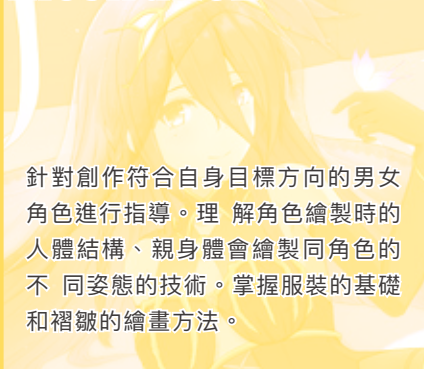 針對創作符合自身目標方向的男女
角色進行指導。理 解角色繪製時的
人體結構、親身體會繪製同角色的
不 同姿態的技術。掌握服裝的基礎
和褶皺的繪畫方法。